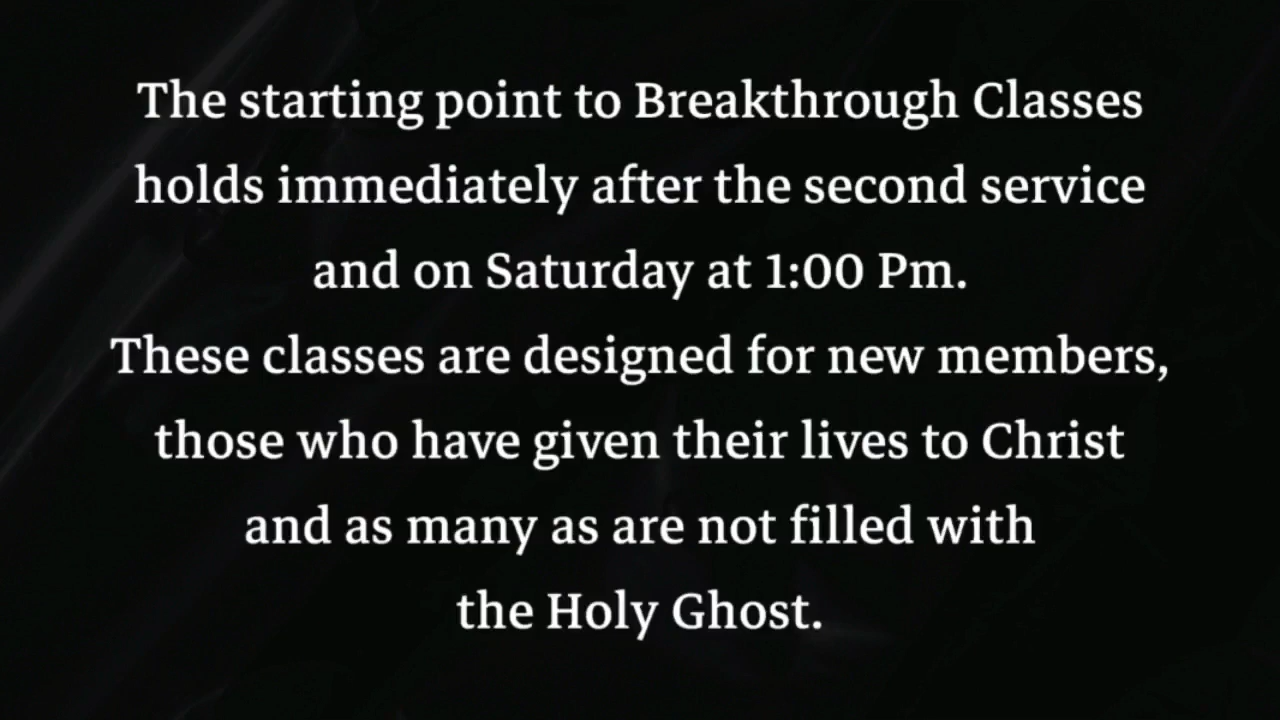 The starting point to Breakthrough Classes
holds immediately after the second service
and on Saturday at 1:00 Pm.
These classes are designed for new members,
those who have given their lives to Christ
and as many as are not filled with
the Holy Ghost.